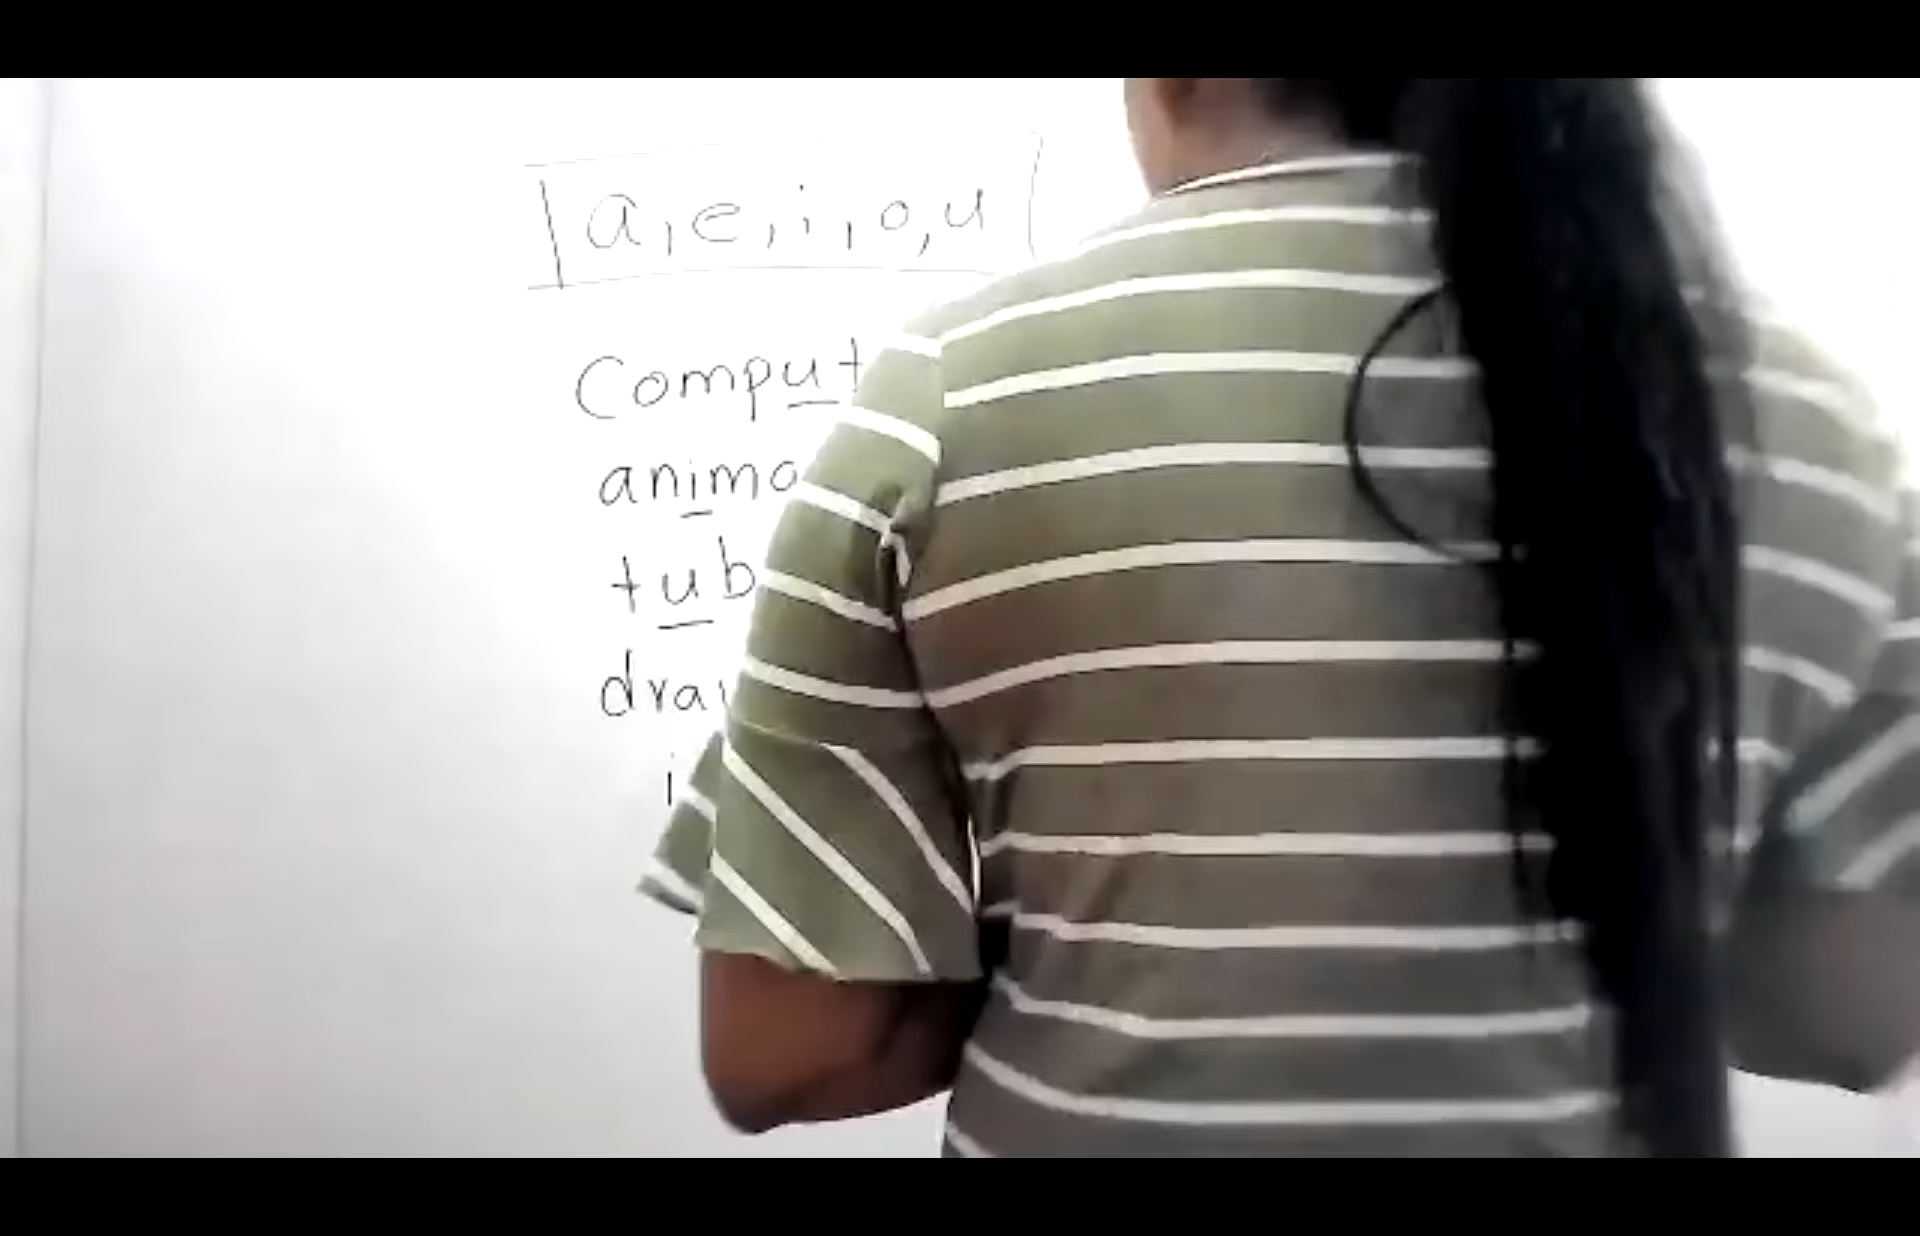 a, e, i, o, u
Comput
anima
tub
dra
i